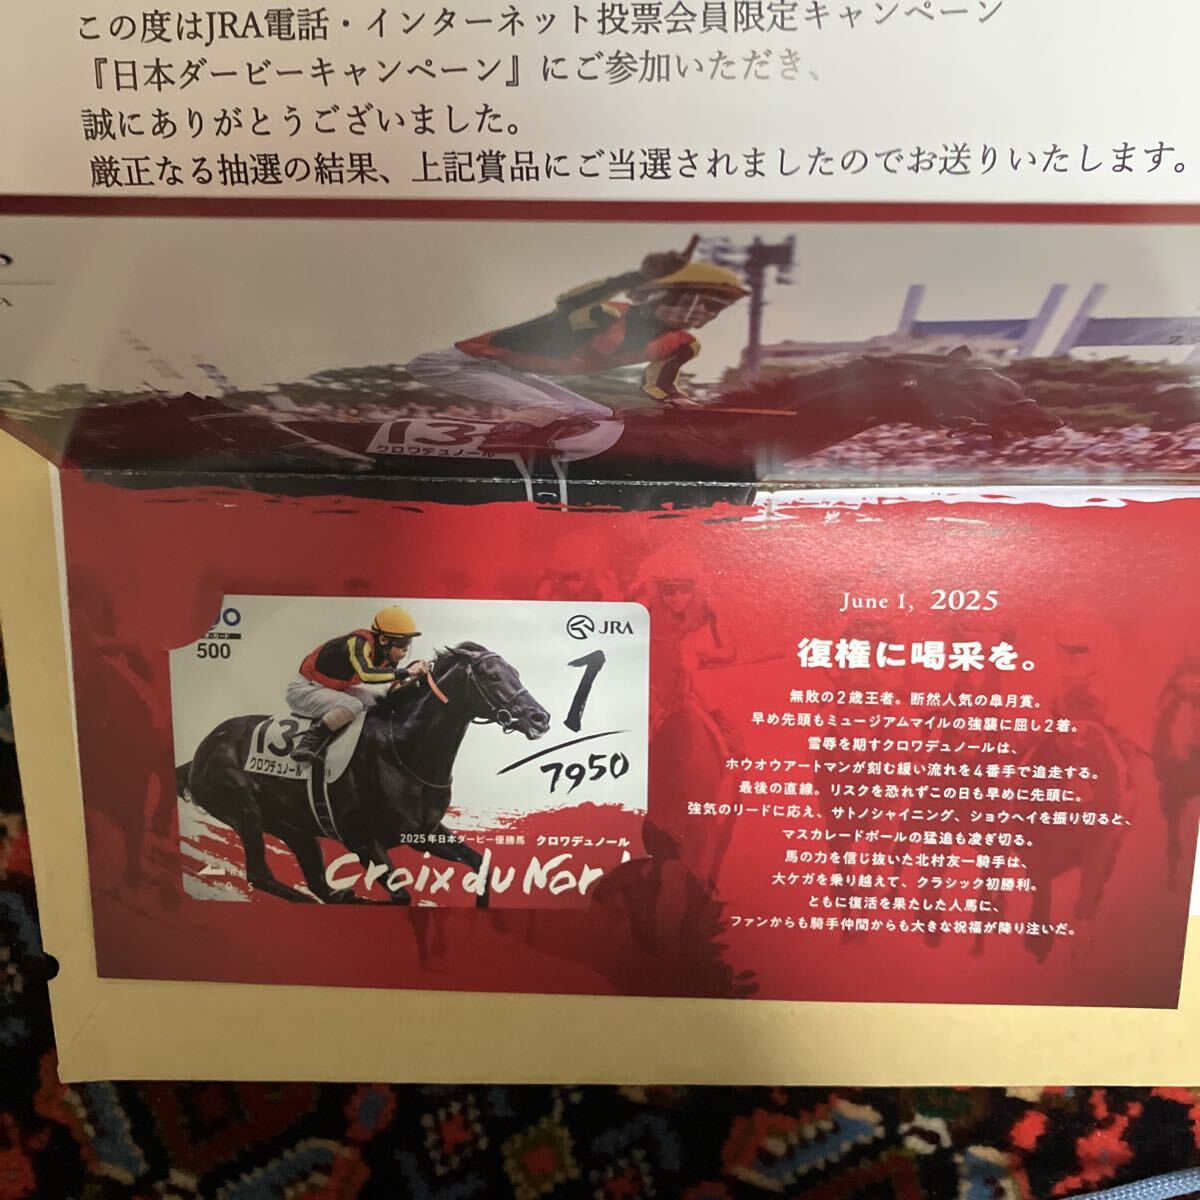 この度はJRA電話・インターネット投票会員限定キャンペーン
『日本ダービーキャンペーン』にご参加いただき、
誠にありがとうございました。
厳正なる抽選の結果、上記賞品にご当選されましたのでお送りいたします。
13
クロワデュノール
500
JRA
1
7950
13
クロワデュノール
2025年日本ダービー優勝馬 クロワデュノール
Croix du Nor
June 1, 2025
復権に喝采を。
無敗の2歳王者。断然人気の皐月賞。
早め先頭もミュージアムマイルの強襲に屈し2着。
雪辱を期すクロワデュノールは、
ホウオウアートマンが刻む緩い流れを4番手で追走する。
最後の直線。リスクを恐れずこの日も早めに先頭に。
強気のリードに応え、サトノシャイニング、ショウヘイを振り切ると、
マスカレードボールの猛追も凌ぎ切る。
馬の力を信じ抜いた北村友一騎手は、
大ケガを乗り越えて、クラシック初勝利。
ともに復活を果たした人馬に、
ファンからも騎手仲間からも大きな祝福が降り注いだ。